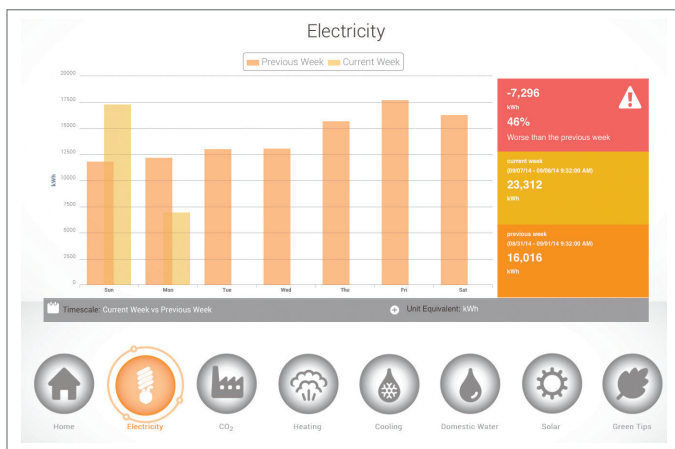 Electricity
Previous Week Current Week
20000
17500
15000
12500
10000
7500
5000
2500
0
kWh
Sun Mon Tue Wed Thu Fri Sat
-7,296
kWh
46%
Worse than the previous week
current week
(09/07/14 - 09/08/14 9:32:00 AM)
23,312
kWh
previous week
(08/31/14 - 09/01/14 9:32:00 AM)
16,016
kWh
Timescale: Current Week vs Previous Week Unit Equivalent: kWh
Home Electricity CO2 Heating Cooling Domestic Water Solar Green Tips